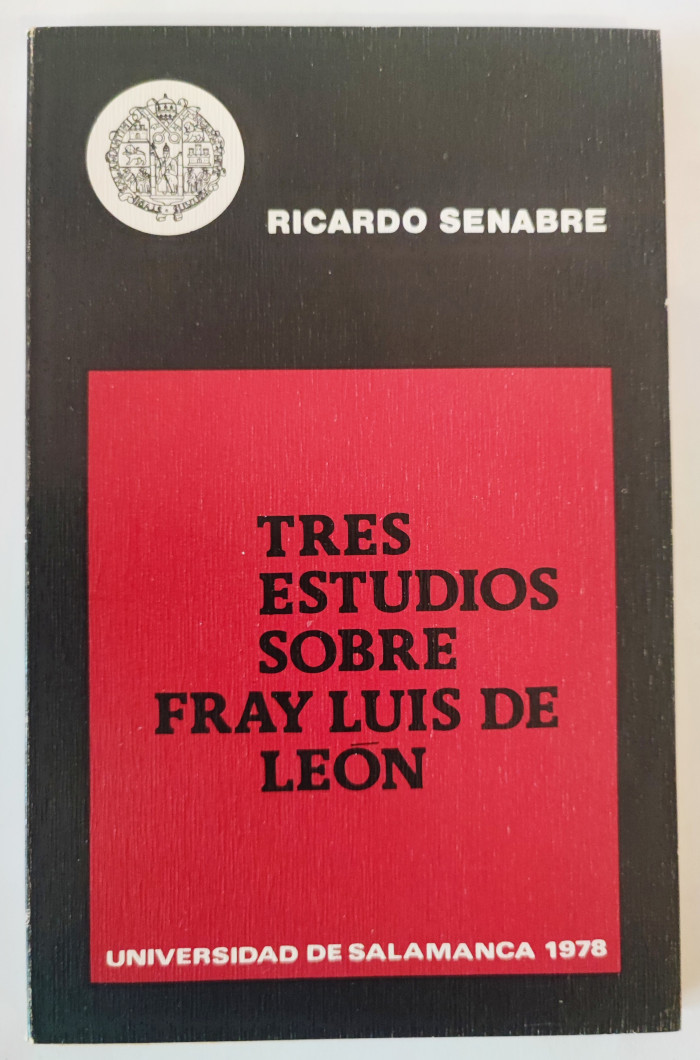 RICARDO SENABRE
TRES
ESTUDIOS
SOBRE
FRAY LUIS DE
LEÓN
UNIVERSIDAD DE SALAMANCA 1978